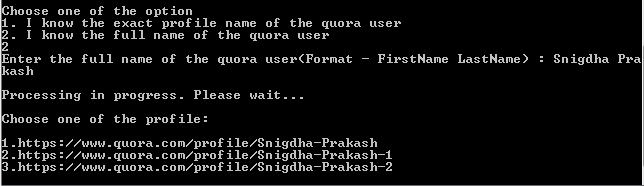 Choose one of the option
1. I know the exact profile name of the quora user
2. I know the full name of the quora user
2
Enter the full name of the quora user(Format - FirstName LastName) : Snigdha Pra
kash
Processing in progress. Please wait...
Choose one of the profile:
1.https://www.quora.com/profile/Snigdha-Prakash
2.https://www.quora.com/profile/Snigdha-Prakash-1
3.https://www.quora.com/profile/Snigdha-Prakash-2